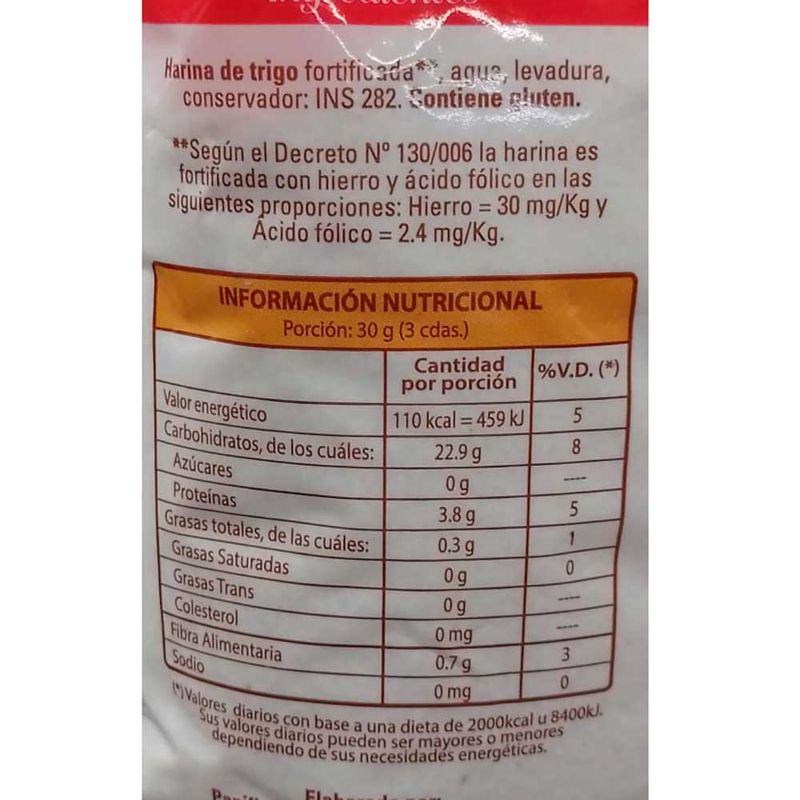 Ingredientes
Harina de trigo fortificada**, agua, levadura,
conservador: INS 282. Contiene gluten.
**Según el Decreto Nº 130/006 la harina es
fortificada con hierro y ácido fólico en las
siguientes proporciones: Hierro = 30 mg/Kg y
Ácido fólico = 2.4 mg/Kg.
INFORMACIÓN NUTRICIONAL
Porción: 30 g (3 cdas.)
Cantidad por porción %V.D. (*)
Valor energético 110 kcal = 459 kJ 5
Carbohidratos, de los cuáles: 22.9 g 8
Azúcares 0 g ----
Proteínas 3.8 g 5
Grasas totales, de las cuáles: 0.3 g 1
Grasas Saturadas 0 g 0
Grasas Trans 0 g ----
Colesterol 0 mg ----
Fibra Alimentaria 0.7 g 3
Sodio 0 mg 0
(*) Valores diarios con base a una dieta de 2000kcal u 8400kJ.
Sus valores diarios pueden ser mayores o menores
dependiendo de sus necesidades energéticas.